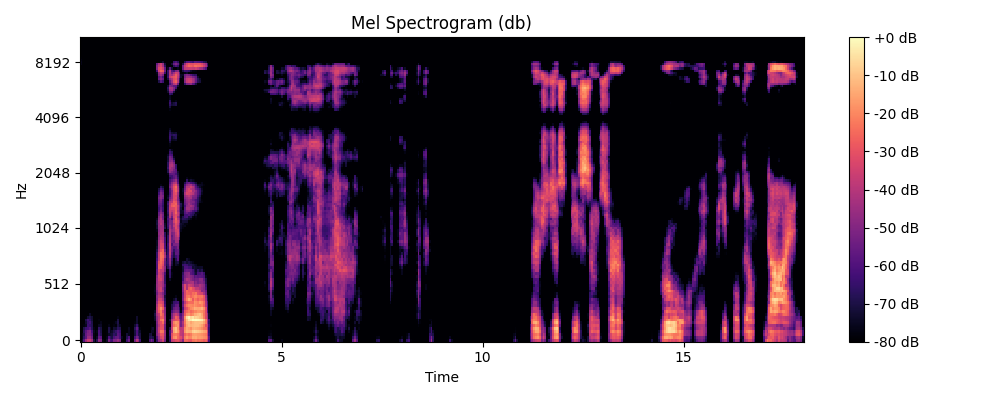 Mel Spectrogram (db)
8192
4096
2048
1024
512
0
Hz
0 5 10 15
Time
+0 dB
-10 dB
-20 dB
-30 dB
-40 dB
-50 dB
-60 dB
-70 dB
-80 dB